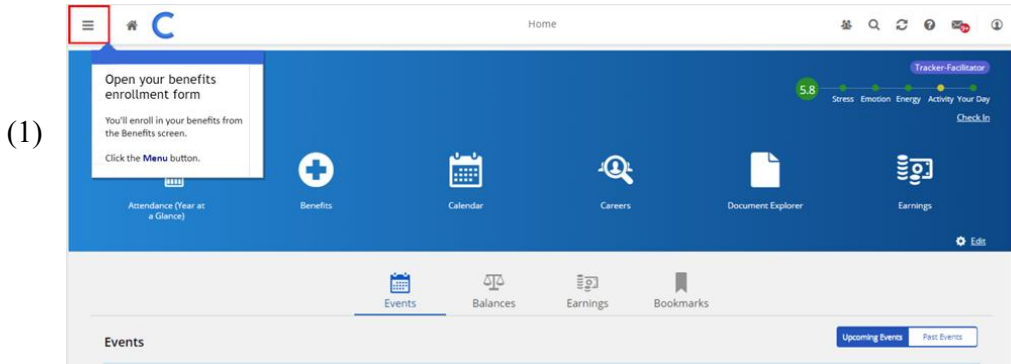 Home
9+
Open your benefits
enrollment form
You'll enroll in your benefits from
the Benefits screen.
Click the Menu button.
(1)
Tracker-Facilitator
5.8
Stress Emotion Energy Activity Your Day
Check In
Attendance (Year at
a Glance)
Benefits
Calendar
Careers
Document Explorer
Earnings
Edit
Events
Balances
Earnings
Bookmarks
Events
Upcoming Events
Past Events